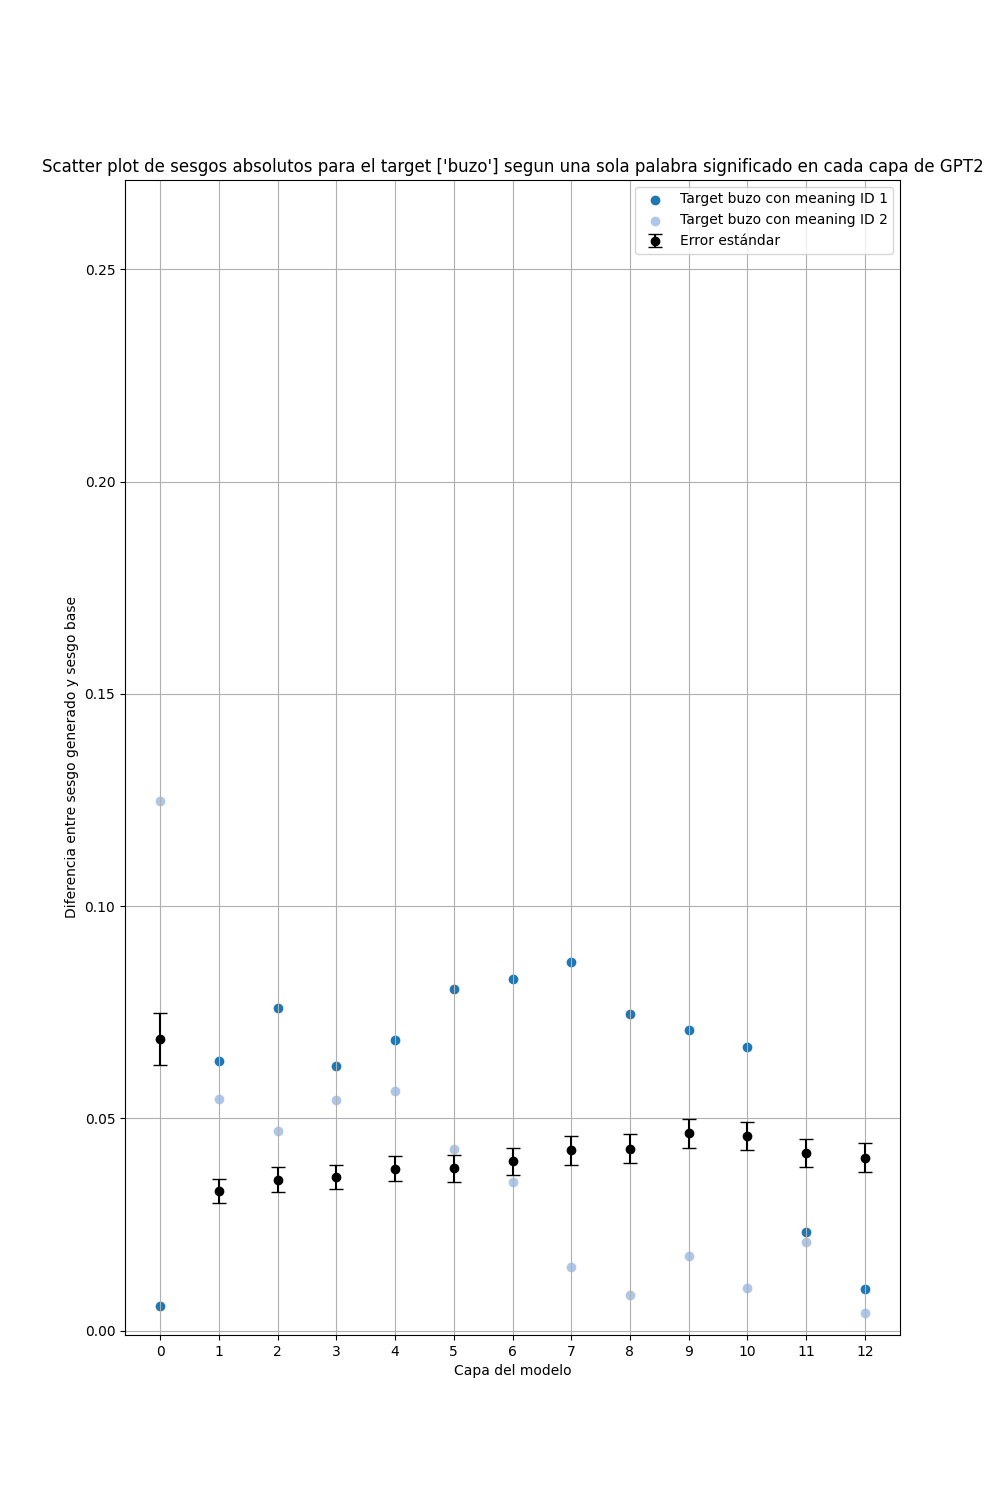 Scatter plot de sesgos absolutos para el target ['buzo'] segun una sola palabra significado en cada capa de GPT2
Target buzo con meaning ID 1
Target buzo con meaning ID 2
Error estándar
0.25
0.20
0.15
0.10
0.05
0.00
Diferencia entre sesgo generado y sesgo base
0 1 2 3 4 5 6 7 8 9 10 11 12
Capa del modelo